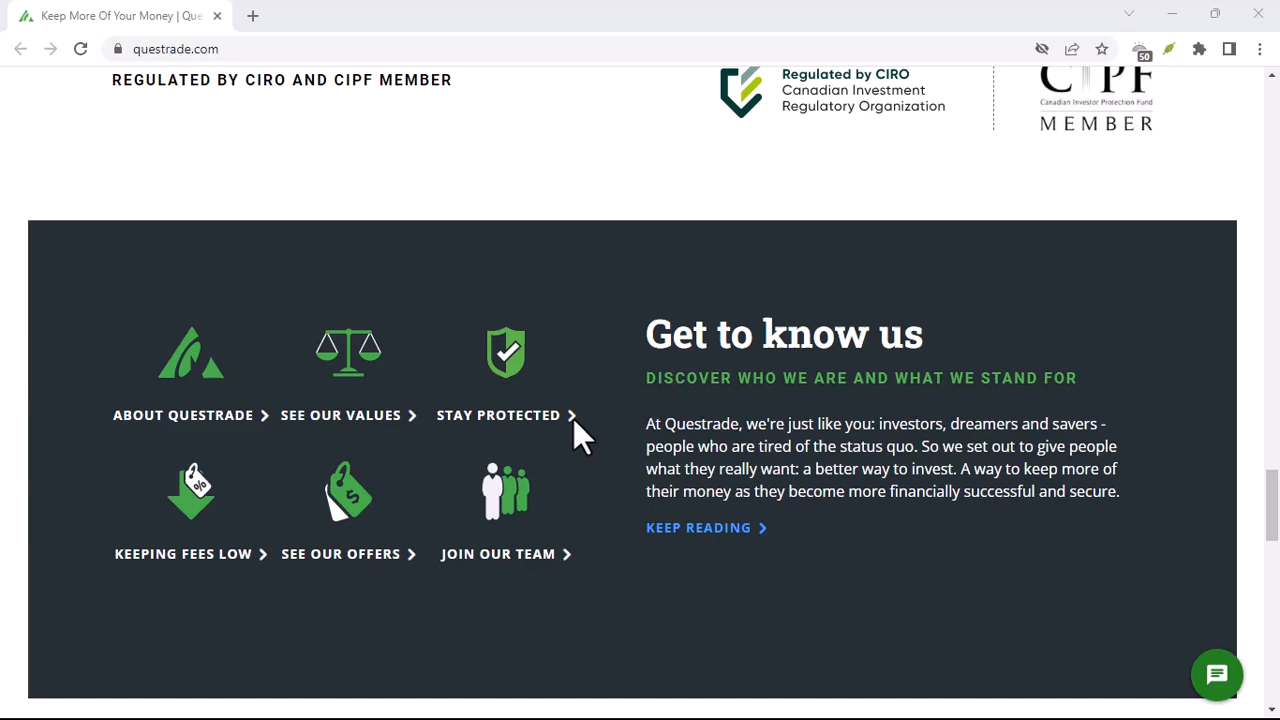 Keep More Of Your Money | Que
questrade.com
50
REGULATED BY CIRO AND CIPF MEMBER
Regulated by CIRO
Canadian Investment
Regulatory Organization
CIPF
Canadian Investor Protection Fund
MEMBER
ABOUT QUESTRADE
SEE OUR VALUES
STAY PROTECTED
%
$
KEEPING FEES LOW
SEE OUR OFFERS
JOIN OUR TEAM
Get to know us
DISCOVER WHO WE ARE AND WHAT WE STAND FOR
At Questrade, we're just like you: investors, dreamers and savers -
people who are tired of the status quo. So we set out to give people
what they really want: a better way to invest. A way to keep more of
their money as they become more financially successful and secure.
KEEP READING